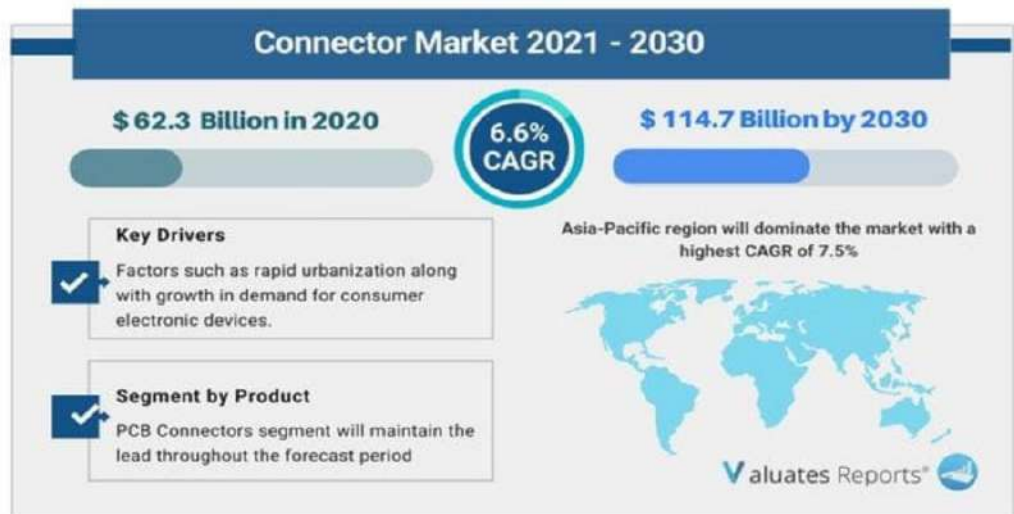 Connector Market 2021 - 2030
$ 62.3 Billion in 2020
6.6%
CAGR
$ 114.7 Billion by 2030
Key Drivers
Factors such as rapid urbanization along
with growth in demand for consumer
electronic devices.
Asia-Pacific region will dominate the market with a
highest CAGR of 7.5%
Segment by Product
PCB Connectors segment will maintain the
lead throughout the forecast period
Valuates Reports®